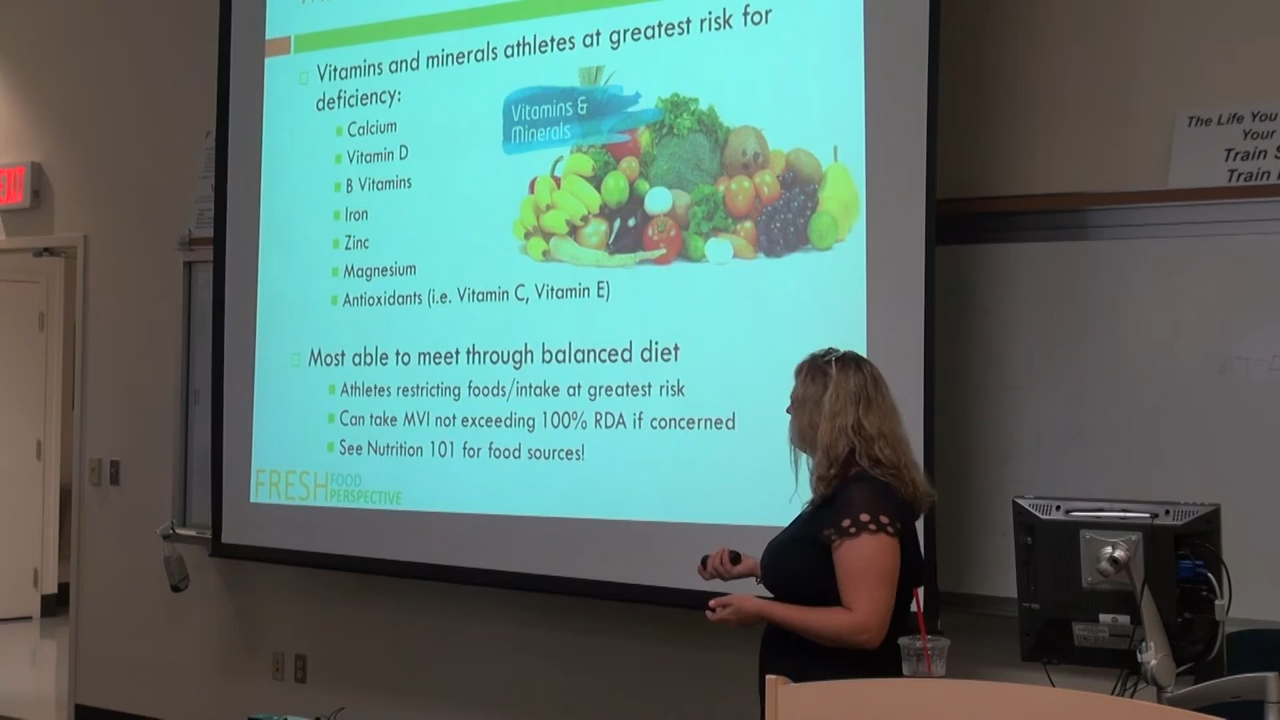 Vitamins and minerals athletes at greatest risk for
deficiency:
Calcium
Vitamin D
B Vitamins
Iron
Zinc
Magnesium
Antioxidants (i.e. Vitamin C, Vitamin E)
Vitamins &
Minerals
Most able to meet through balanced diet
Athletes restricting foods/intake at greatest risk
Can take MVI not exceeding 100% RDA if concerned
See Nutrition 101 for food sources!
FRESH FOOD
PERSPECTIVE
The Life You
Your
Train
Train